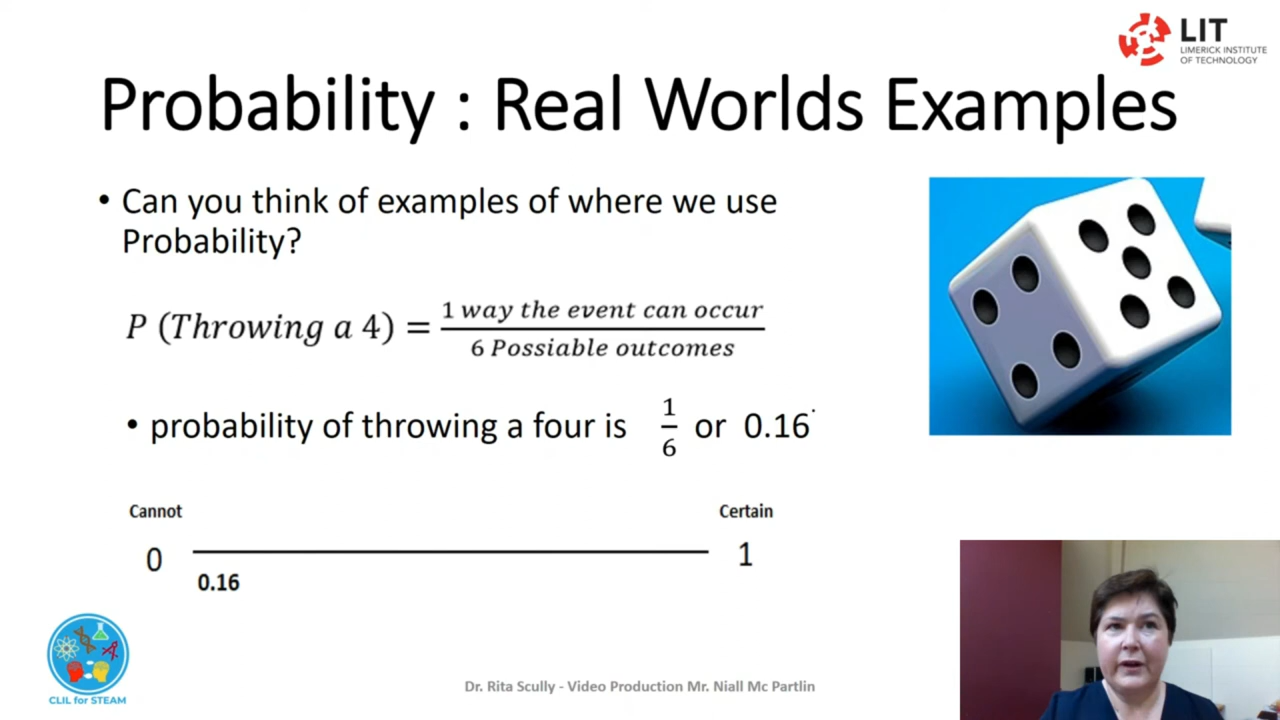 LIT
LIMERICK INSTITUTE
OF TECHNOLOGY
Probability : Real Worlds Examples
• Can you think of examples of where we use
Probability?
P (Throwing a 4) = 1 way the event can occur / 6 Possiable outcomes
• probability of throwing a four is 1/6 or 0.16˙
Cannot
Certain
0
1
0.16
CLIL for STEAM
Dr. Rita Scully - Video Production Mr. Niall Mc Partlin